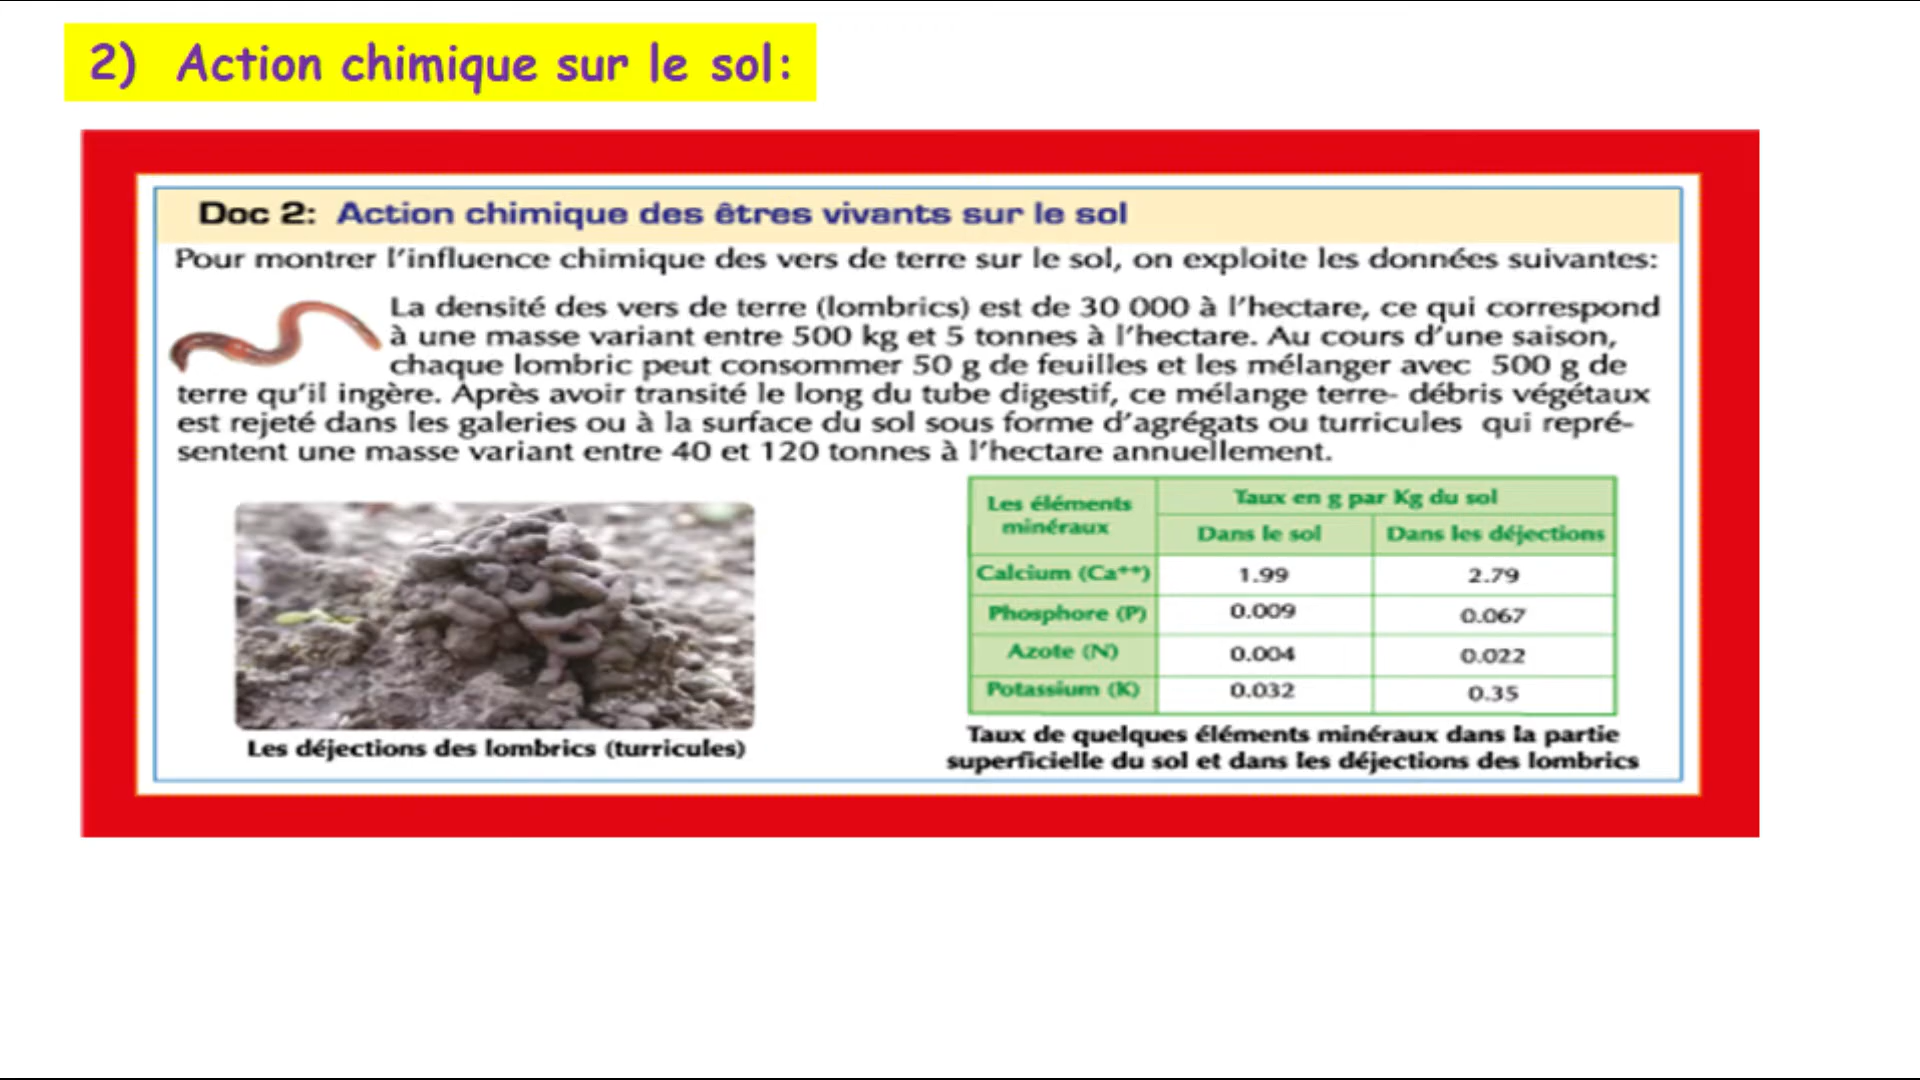 2) Action chimique sur le sol:
Doc 2: Action chimique des êtres vivants sur le sol
Pour montrer l'influence chimique des vers de terre sur le sol, on exploite les données suivantes:
La densité des vers de terre (lombrics) est de 30 000 à l'hectare, ce qui correspond
à une masse variant entre 500 kg et 5 tonnes à l'hectare. Au cours d'une saison,
chaque lombric peut consommer 50 g de feuilles et les mélanger avec 500 g de
terre qu'il ingère. Après avoir transité le long du tube digestif, ce mélange terre- débris végétaux
est rejeté dans les galeries ou à la surface du sol sous forme d'agrégats ou turricules qui repré-
sentent une masse variant entre 40 et 120 tonnes à l'hectare annuellement.
Les déjections des lombrics (turricules)
Les éléments
minéraux
Taux en g par Kg du sol
Dans le sol
Dans les déjections
Calcium (Ca++) 1.99 2.79
Phosphore (P) 0.009 0.067
Azote (N) 0.004 0.022
Potassium (K) 0.032 0.35
Taux de quelques éléments minéraux dans la partie
superficielle du sol et dans les déjections des lombrics